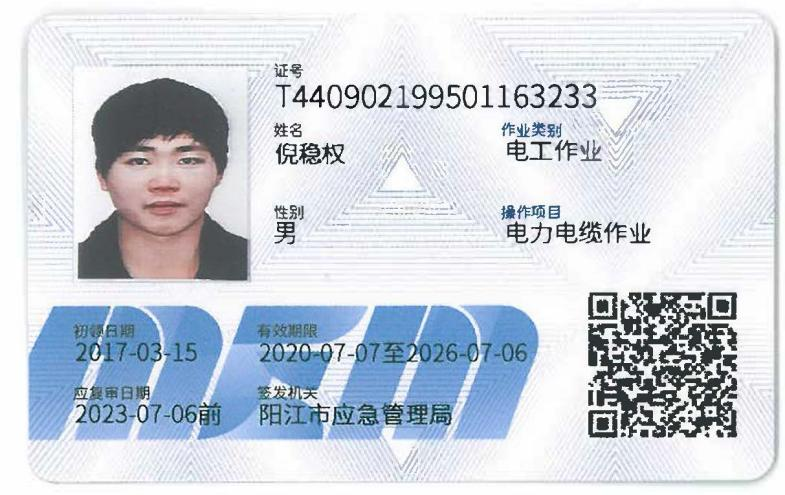 证号
T440902199501163233
姓名
倪稳权
作业类别
电工作业
性别
男
操作项目
电力电缆作业
初领日期
2017-03-15
有效期限
2020-07-07至2026-07-06
应复审日期
2023-07-06前
签发机关
阳江市应急管理局